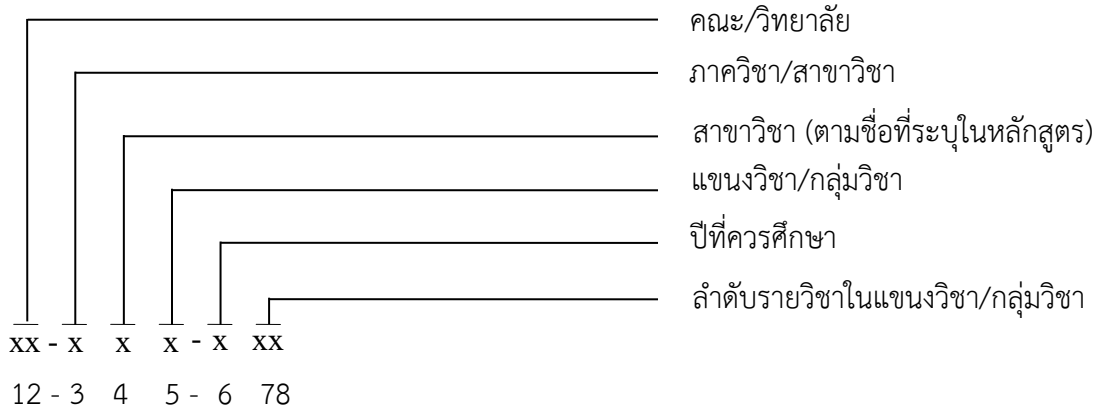 คณะ/วิทยาลัย
ภาควิชา/สาขาวิชา
สาขาวิชา (ตามชื่อที่ระบุในหลักสูตร)
แขนงวิชา/กลุ่มวิชา
ปีที่ควรศึกษา
ลำดับรายวิชาในแขนงวิชา/กลุ่มวิชา
xx - x x x - x xx
12 - 3 4 5 - 6 78